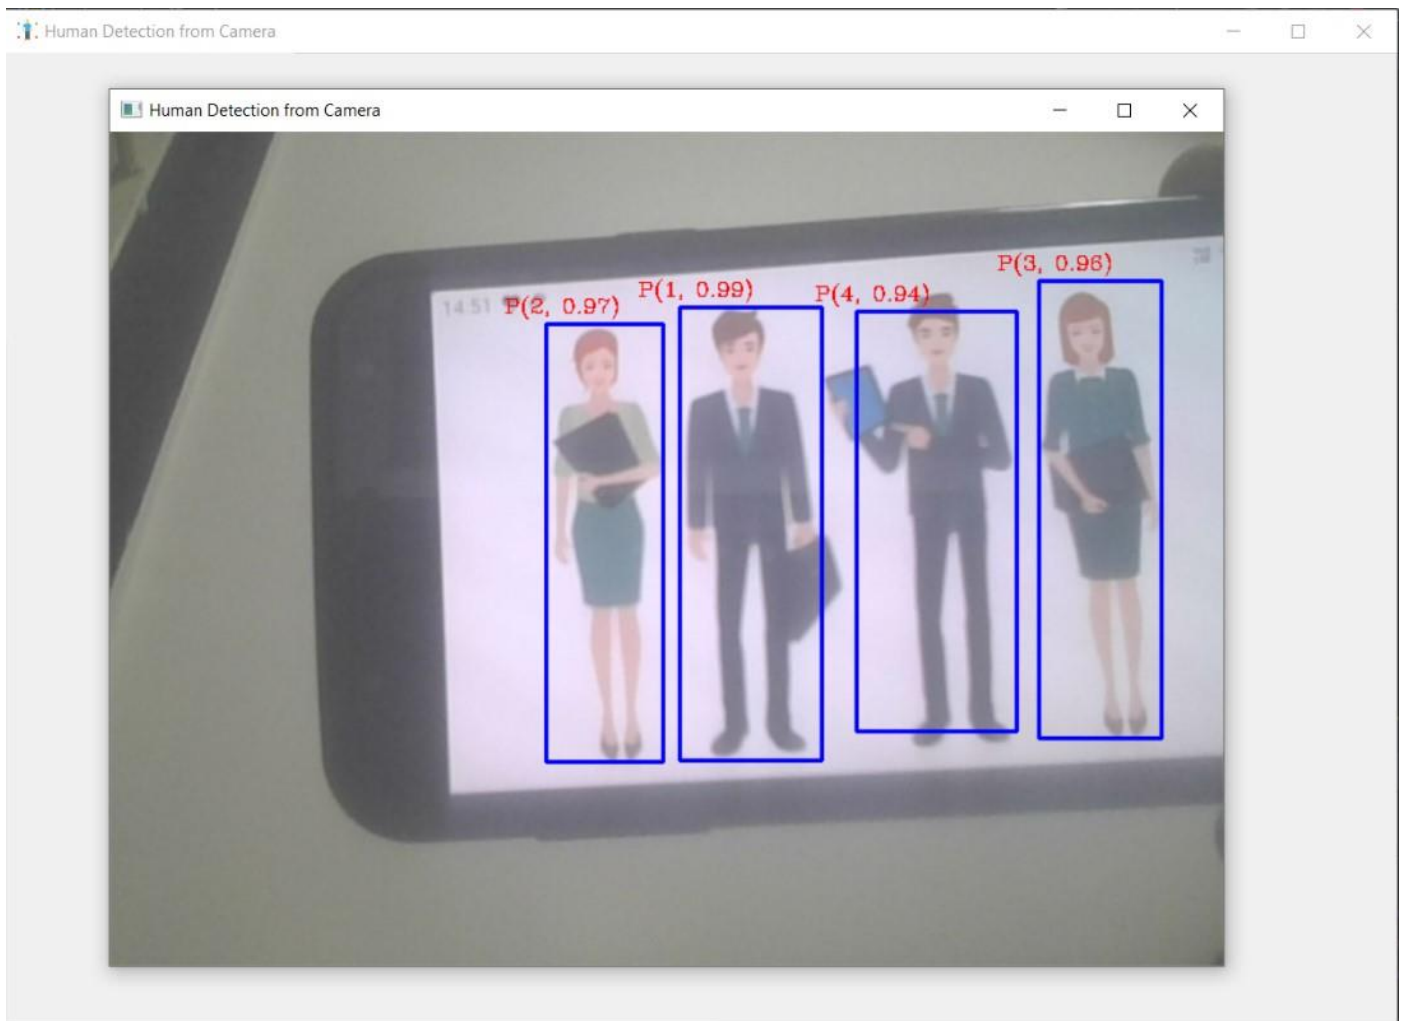 Human Detection from Camera
Human Detection from Camera
P(3, 0.96)
P(1, 0.99)
P(4, 0.94)
14:51
P(2, 0.97)